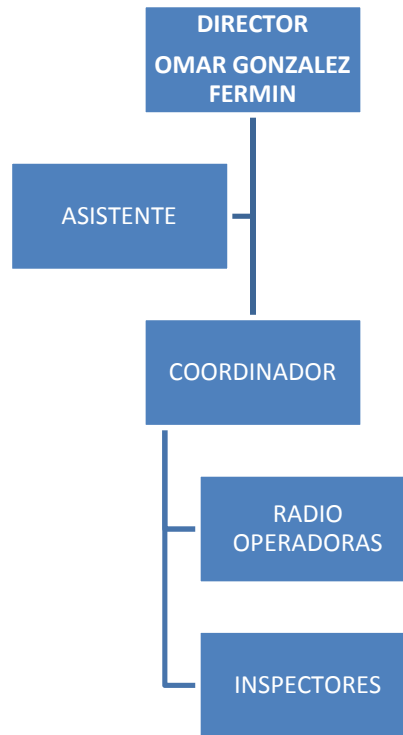 DIRECTOR
OMAR GONZALEZ
FERMIN
ASISTENTE
COORDINADOR
RADIO
OPERADORAS
INSPECTORES